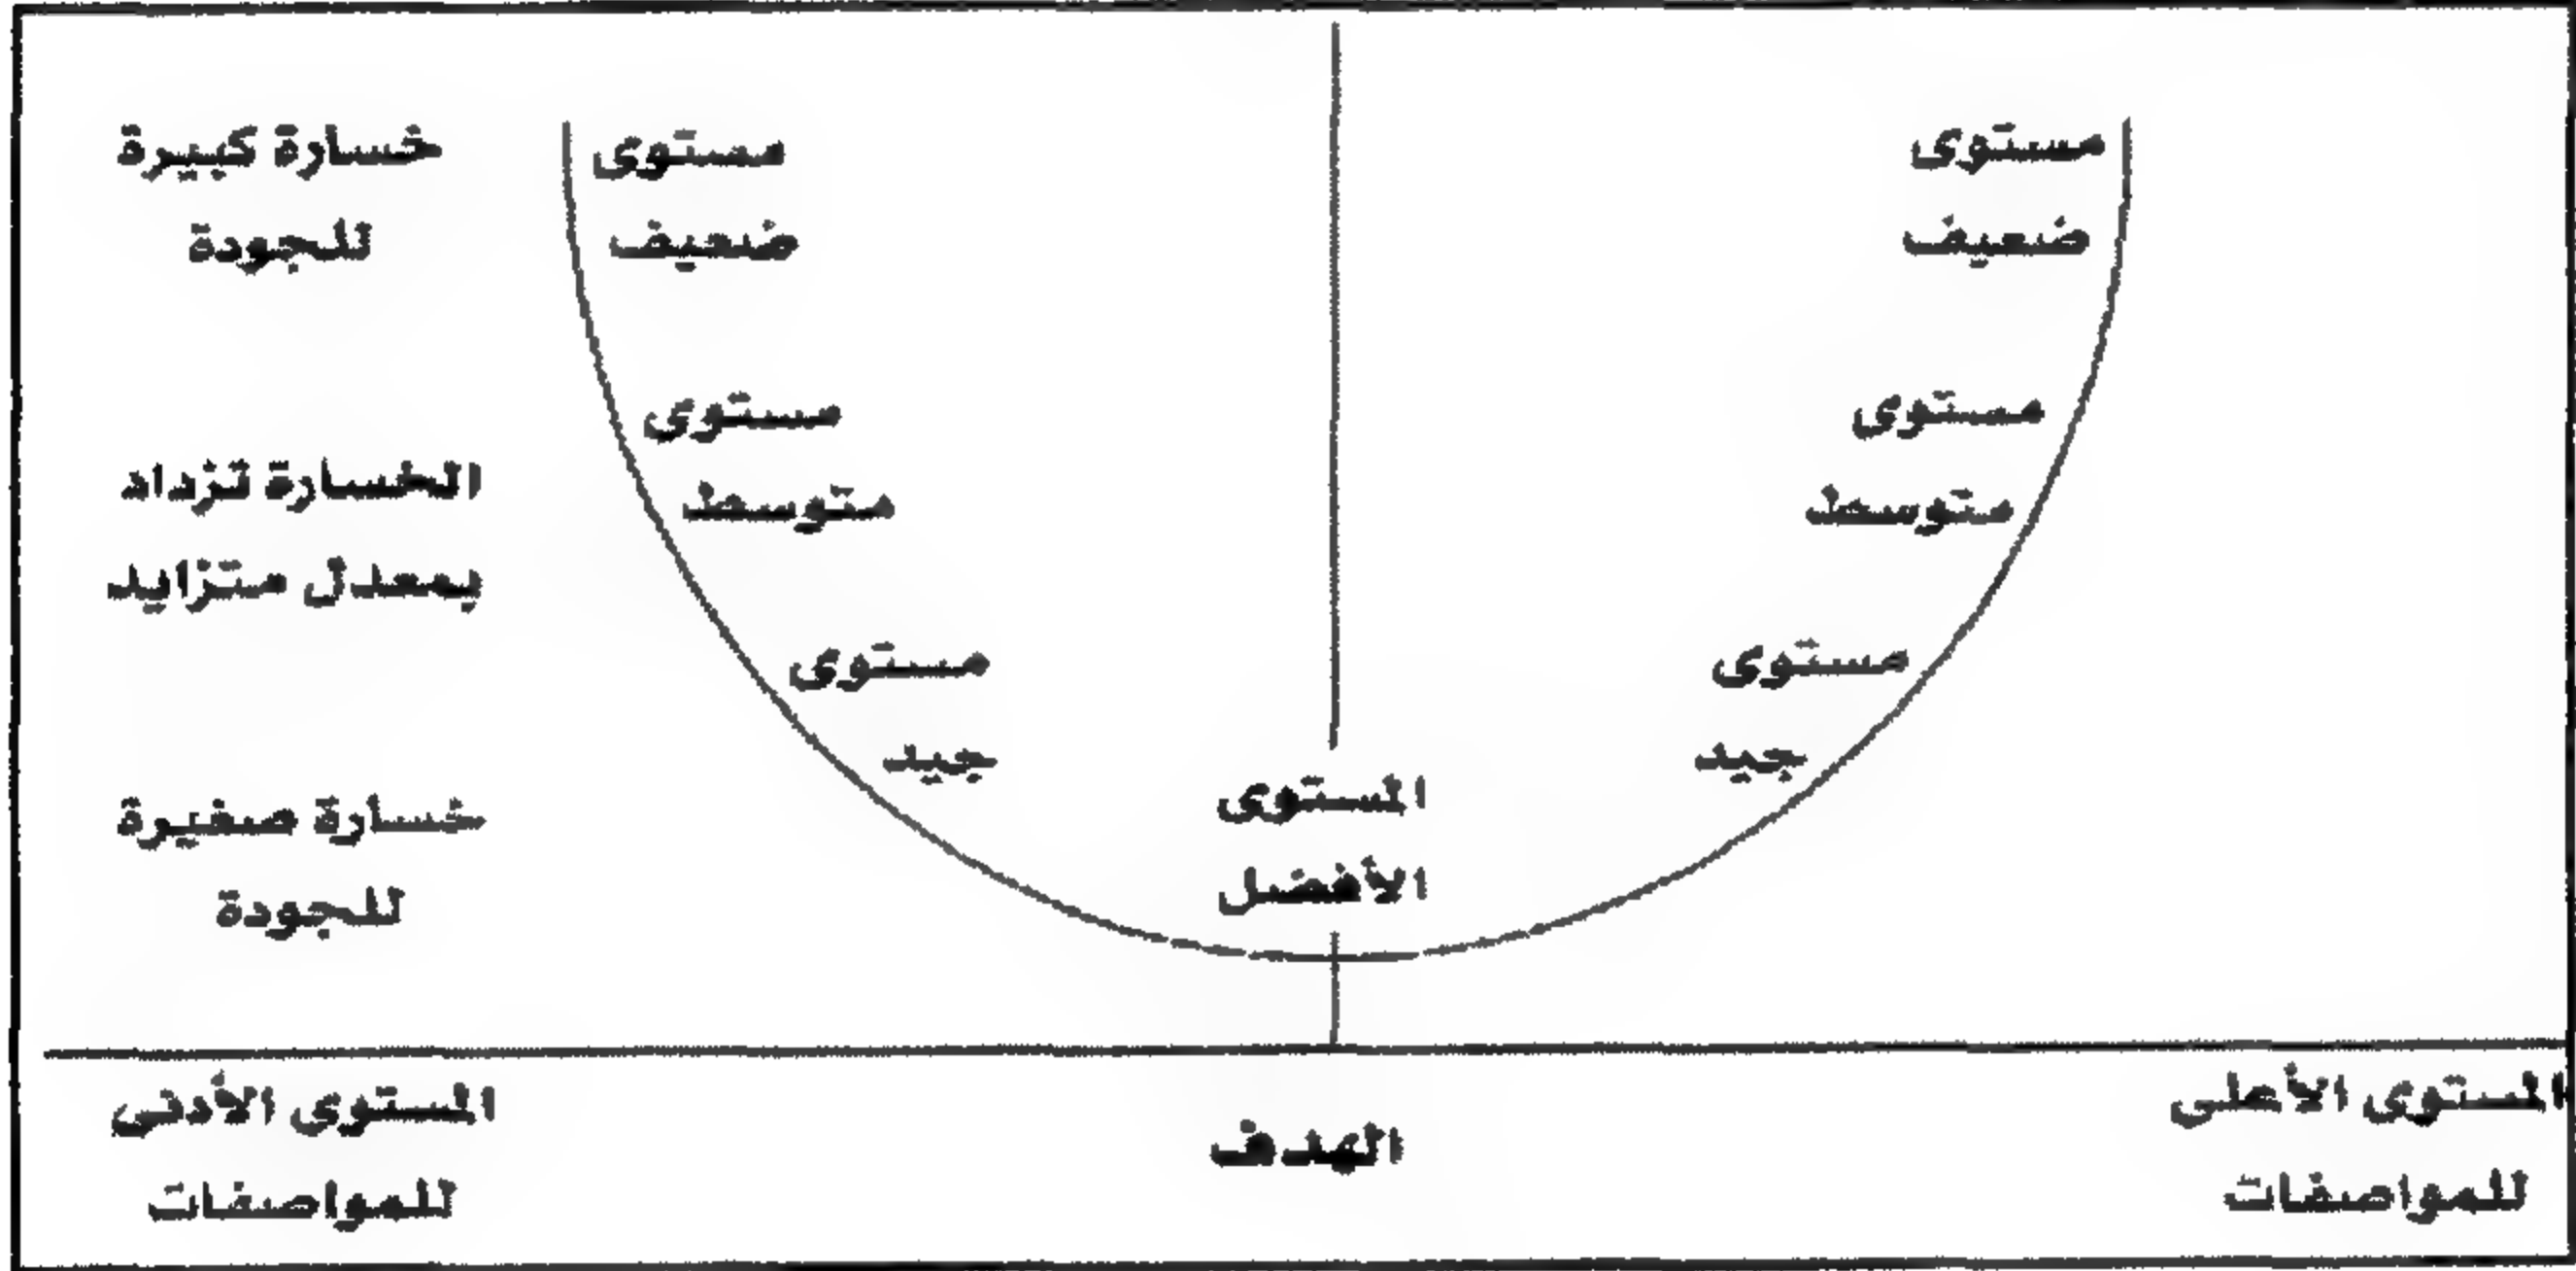 خسارة كبيرة
للجودة
الخسارة تزداد
بمعدل متزايد
خسارة صغيرة
للجودة
مستوى
ضعيف
مستوى
متوسط
مستوى
جيد
المستوى
الأفضل
مستوى
ضعيف
مستوى
متوسط
مستوى
جيد
المستوى الأدنى
للمواصفات
الهدف
المستوى الأعلى
للمواصفات